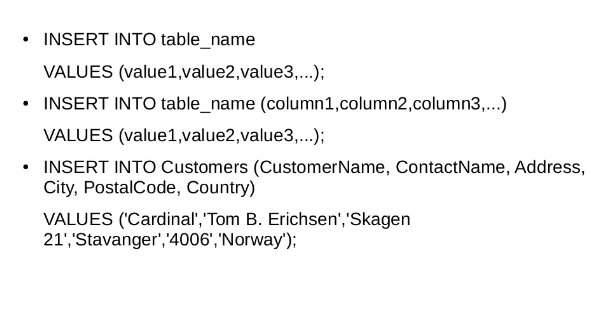 • INSERT INTO table_name
VALUES (value1,value2,value3,...);
• INSERT INTO table_name (column1,column2,column3,...)
VALUES (value1,value2,value3,...);
• INSERT INTO Customers (CustomerName, ContactName, Address,
City, PostalCode, Country)
VALUES ('Cardinal','Tom B. Erichsen','Skagen
21','Stavanger','4006','Norway');